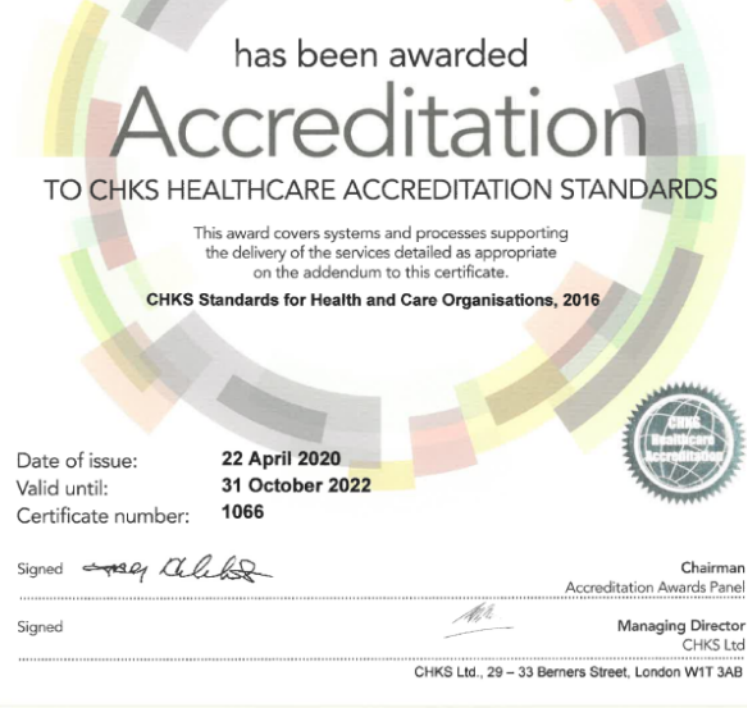 has been awarded
Accreditation
TO CHKS HEALTHCARE ACCREDITATION STANDARDS
This award covers systems and processes supporting
the delivery of the services detailed as appropriate
on the addendum to this certificate.
CHKS Standards for Health and Care Organisations, 2016
CHKS
Healthcare
Accreditation
Date of issue: 22 April 2020
Valid until: 31 October 2022
Certificate number: 1066
Signed
Chairman
Accreditation Awards Panel
Signed
Managing Director
CHKS Ltd
CHKS Ltd., 29 – 33 Berners Street, London W1T 3AB